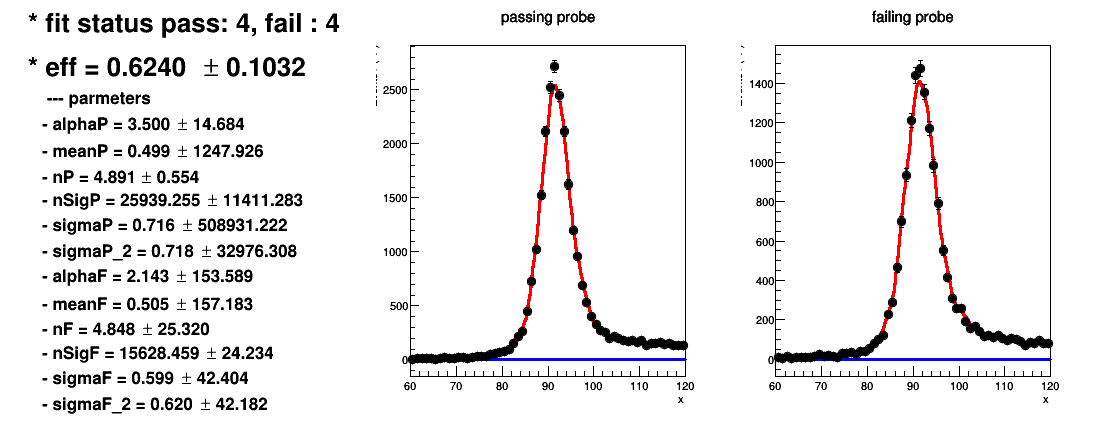 * fit status pass: 4, fail : 4
* eff = 0.6240 ± 0.1032
--- parmeters
- alphaP = 3.500 ± 14.684
- meanP = 0.499 ± 1247.926
- nP = 4.891 ± 0.554
- nSigP = 25939.255 ± 11411.283
- sigmaP = 0.716 ± 508931.222
- sigmaP_2 = 0.718 ± 32976.308
- alphaF = 2.143 ± 153.589
- meanF = 0.505 ± 157.183
- nF = 4.848 ± 25.320
- nSigF = 15628.459 ± 24.234
- sigmaF = 0.599 ± 42.404
- sigmaF_2 = 0.620 ± 42.182
passing probe
2500
2000
1500
1000
500
0
60 70 80 90 100 110 120
x
failing probe
1400
1200
1000
800
600
400
200
0
60 70 80 90 100 110 120
x